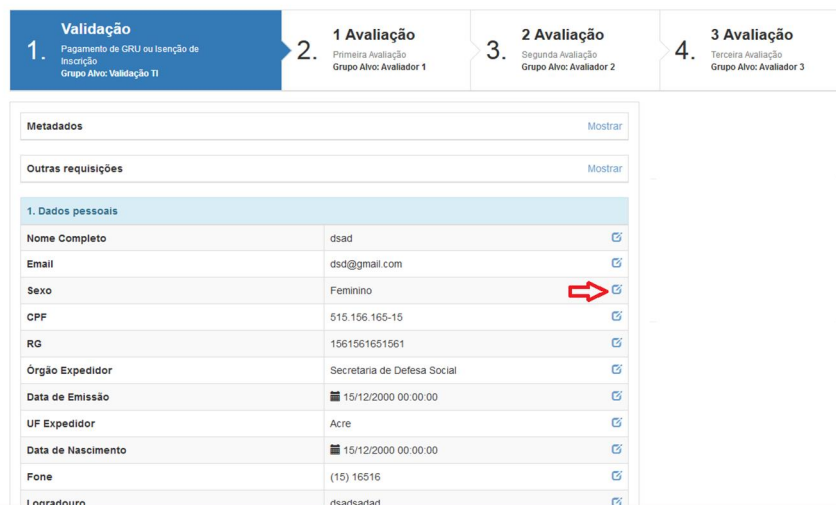 1. Validação
Pagamento de GRU ou Isenção de
Inscrição
Grupo Alvo: Validação TI
2. 1 Avaliação
Primeira Avaliação
Grupo Alvo: Avaliador 1
3. 2 Avaliação
Segunda Avaliação
Grupo Alvo: Avaliador 2
4. 3 Avaliação
Terceira Avaliação
Grupo Alvo: Avaliador 3
Metadados Mostrar
Outras requisições Mostrar
1. Dados pessoais
Nome Completo dsad
Email dsd@gmail.com
Sexo Feminino
CPF 515.156.165-15
RG 1561561651561
Órgão Expedidor Secretaria de Defesa Social
Data de Emissão 15/12/2000 00:00:00
UF Expedidor Acre
Data de Nascimento 15/12/2000 00:00:00
Fone (15) 16516
Logradouro dsadsadad